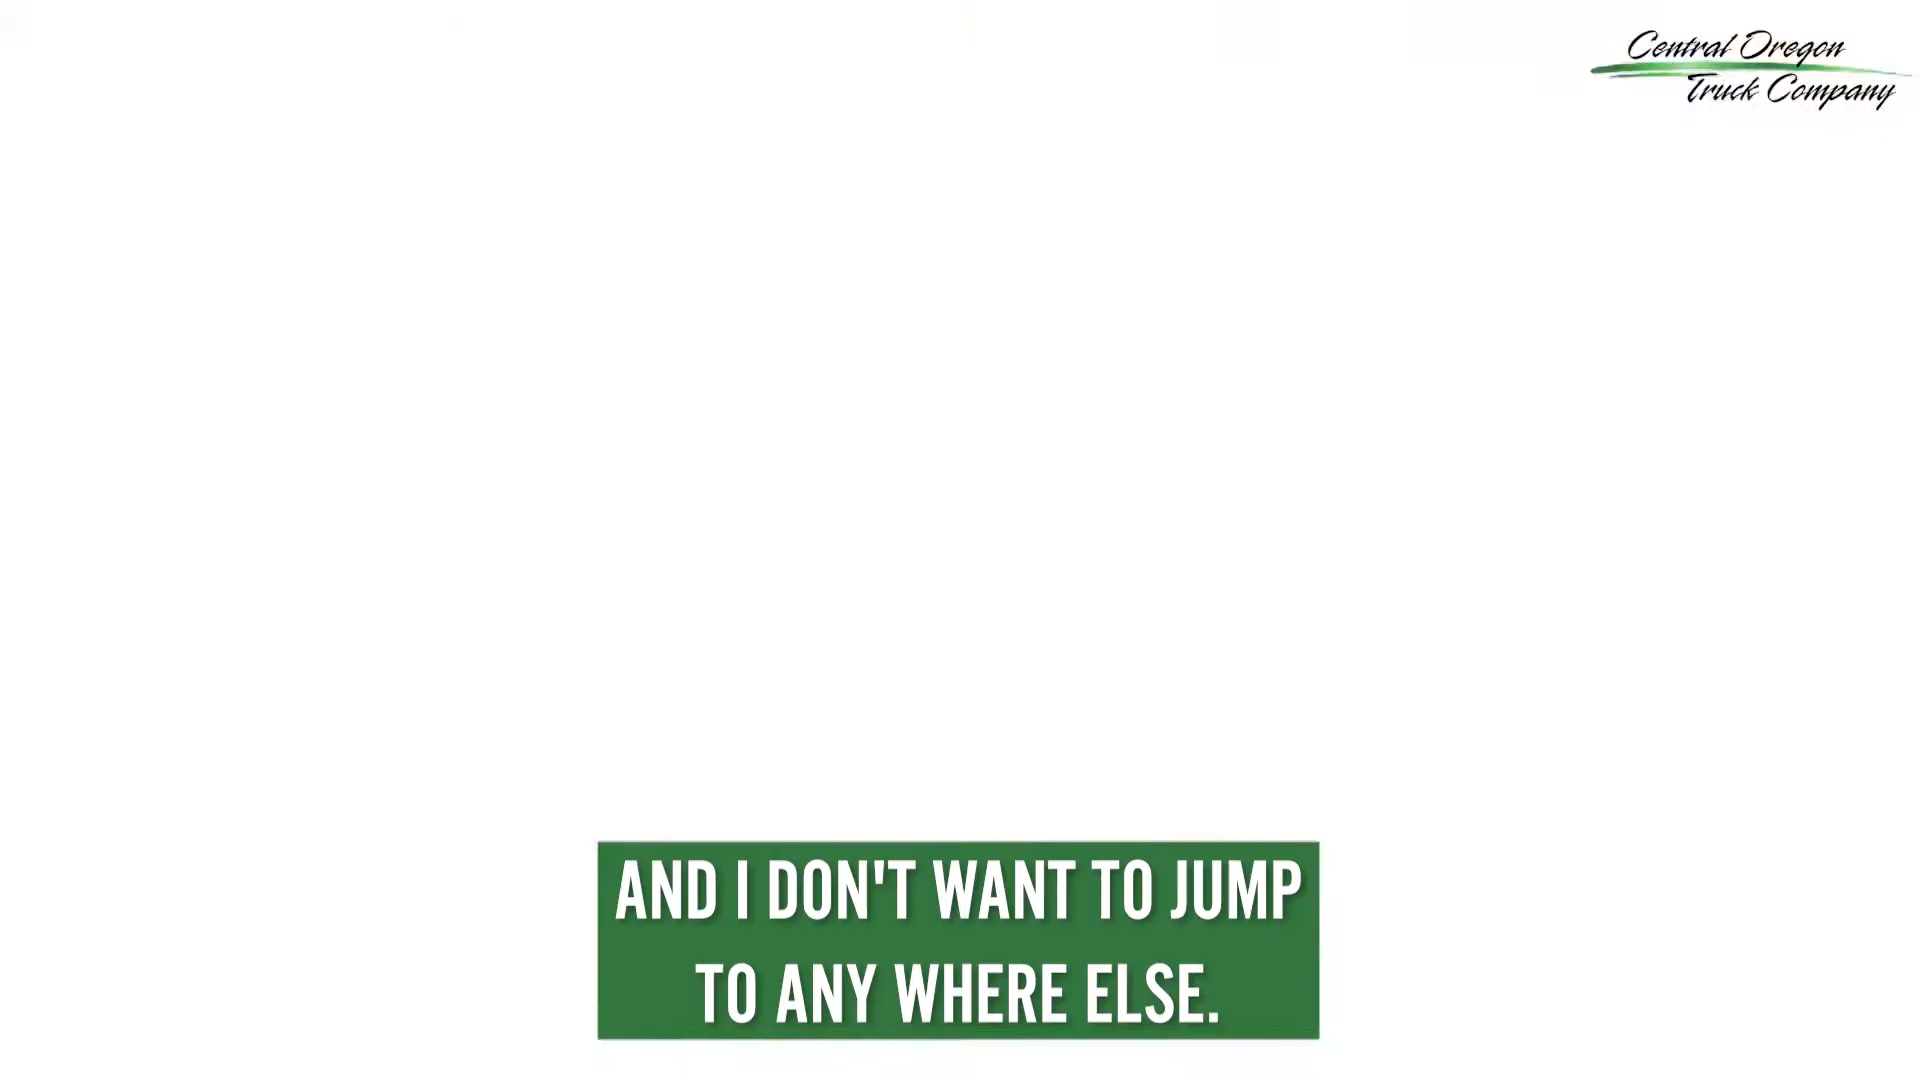 Central Oregon
Truck Company
AND I DON'T WANT TO JUMP
TO ANY WHERE ELSE.